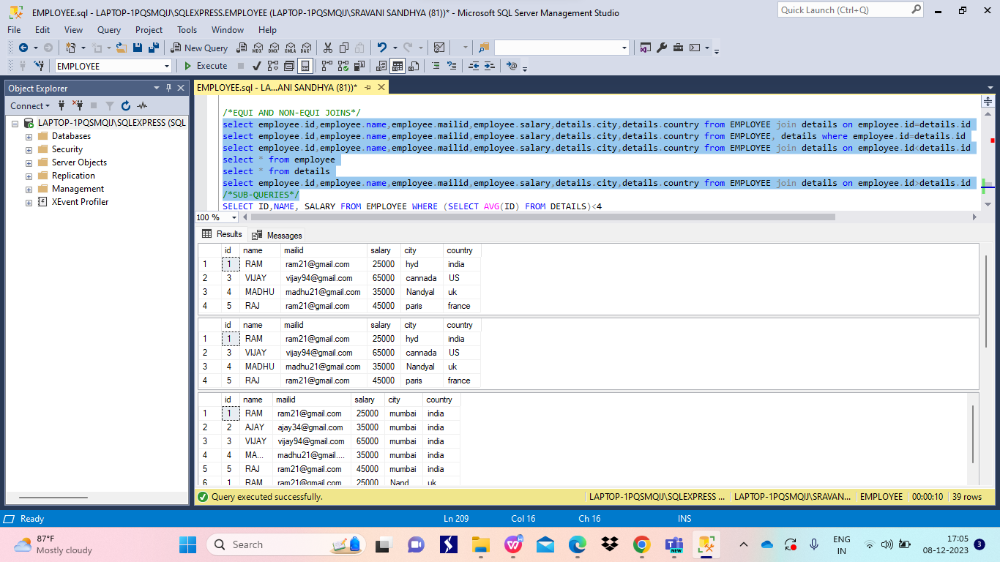 EMPLOYEE.sql - LAPTOP-1PQSMQIJ\SQLEXPRESS.EMPLOYEE (LAPTOP-1PQSMQIJ\SRAVANI SANDHYA (81))* - Microsoft SQL Server Management Studio
Quick Launch (Ctrl+Q)
File Edit View Query Project Tools Window Help
New Query MDX DMX XMLA DAX
EMPLOYEE Execute
Object Explorer
Connect
LAPTOP-1PQSMQIJ\SQLEXPRESS (SQL
Databases
Security
Server Objects
Replication
Management
XEvent Profiler
EMPLOYEE.sql - LA...ANI SANDHYA (81))*
/*EQUI AND NON-EQUI JOINS*/
select employee.id,employee.name,employee.mailid,employee.salary,details.city,details.country from EMPLOYEE join details on employee.id=details.id
select employee.id,employee.name,employee.mailid,employee.salary,details.city,details.country from EMPLOYEE, details where employee.id=details.id
select employee.id,employee.name,employee.mailid,employee.salary,details.city,details.country from EMPLOYEE join details on employee.id<details.id
select * from employee
select * from details
select employee.id,employee.name,employee.mailid,employee.salary,details.city,details.country from EMPLOYEE join details on employee.id>details.id
/*SUB-QUERIES*/
SELECT ID,NAME, SALARY FROM EMPLOYEE WHERE (SELECT AVG(ID) FROM DETAILS)<4
100 %
Results Messages
id name mailid salary city country
1 1 RAM ram21@gmail.com 25000 hyd india
2 3 VIJAY vijay94@gmail.com 65000 cannada US
3 4 MADHU madhu21@gmail.com 35000 Nandyal uk
4 5 RAJ ram21@gmail.com 45000 paris france
id name mailid salary city country
1 1 RAM ram21@gmail.com 25000 hyd india
2 3 VIJAY vijay94@gmail.com 65000 cannada US
3 4 MADHU madhu21@gmail.com 35000 Nandyal uk
4 5 RAJ ram21@gmail.com 45000 paris france
id name mailid salary city country
1 1 RAM ram21@gmail.com 25000 mumbai india
2 2 AJAY ajay34@gmail.com 35000 mumbai india
3 3 VIJAY vijay94@gmail.com 65000 mumbai india
4 4 MA... madhu21@gmail.... 35000 mumbai india
5 5 RAJ ram21@gmail.com 45000 mumbai india
6 1 RAM ram21@gmail.com 25000 Nand uk
Query executed successfully. LAPTOP-1PQSMQIJ\SQLEXPRESS ... LAPTOP-1PQSMQIJ\SRAVAN... EMPLOYEE 00:00:10 39 rows
Ready Ln 209 Col 16 Ch 16 INS
87°F
Mostly cloudy
Search
NEW
ENG
IN
17:05
08-12-2023
3